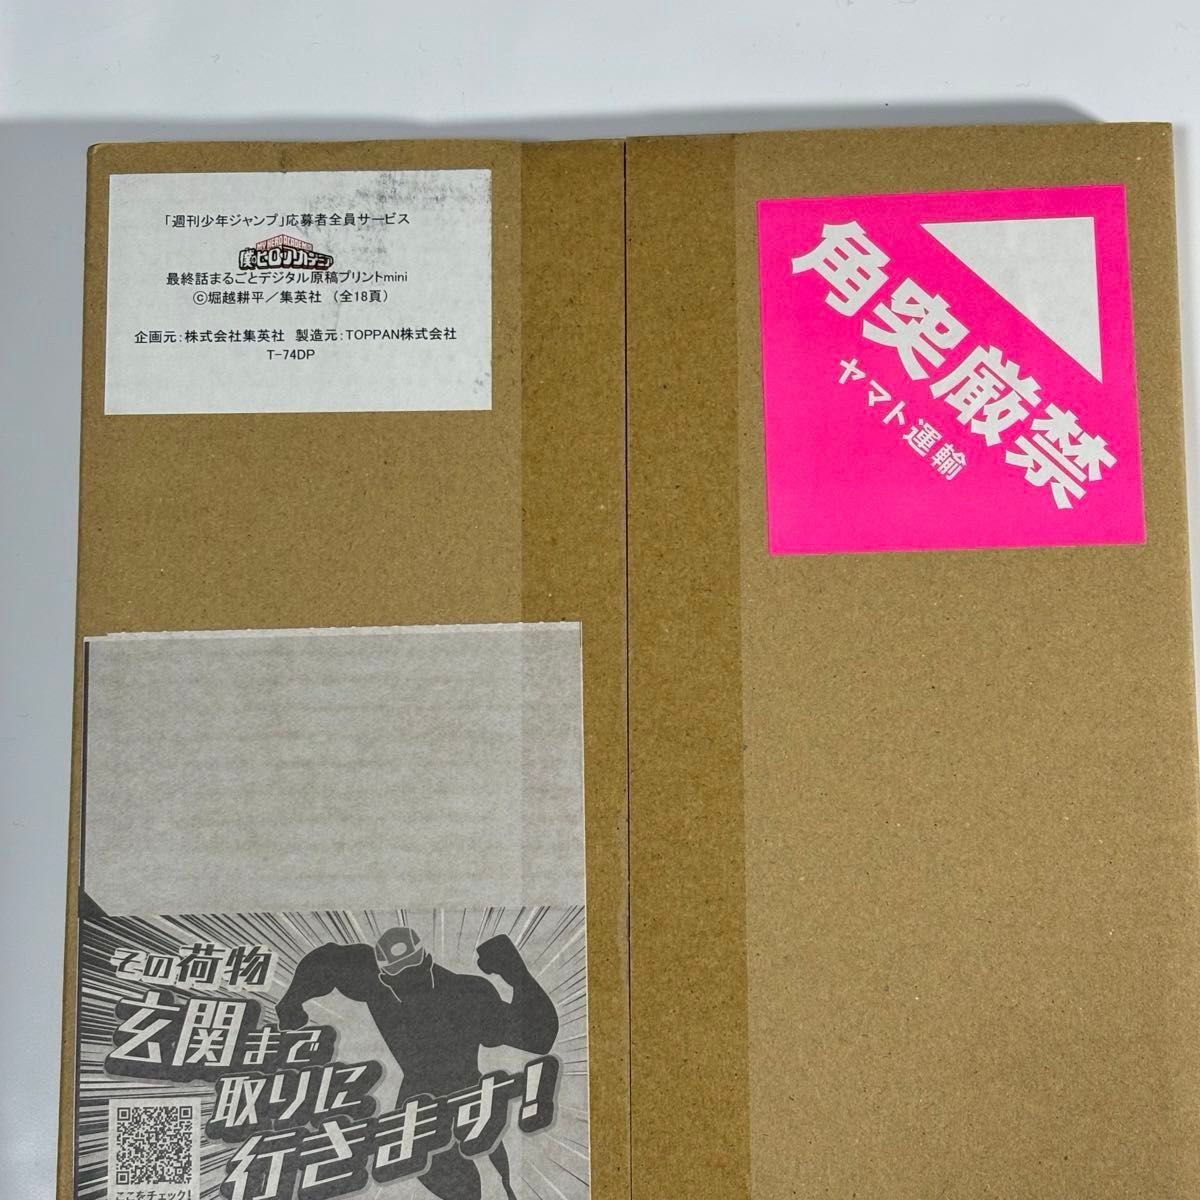 「週刊少年ジャンプ」応募者全員サービス
MY HERO ACADEMIA
僕のヒーローアカデミア
最終話まるごとデジタル原稿プリントmini
©堀越耕平／集英社 (全18頁)
企画元:株式会社集英社 製造元:TOPPAN株式会社
T-74DP
角突厳禁
ヤマト運輸
その荷物
玄関まで
取りに
行きます!
ここをチェック!